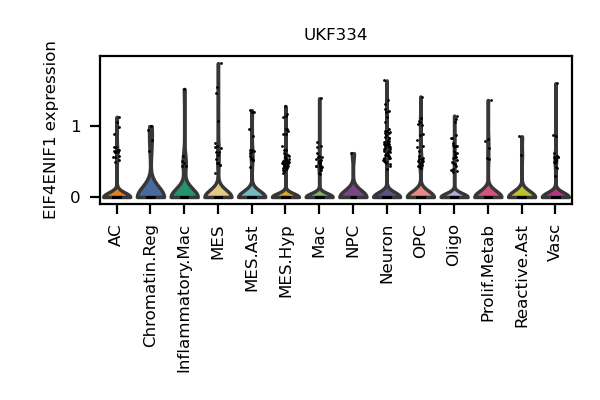 UKF334
EIF4ENIF1 expression
1
0
AC
Chromatin.Reg
Inflammatory.Mac
MES
MES.Ast
MES.Hyp
Mac
NPC
Neuron
OPC
Oligo
Prolif.Metab
Reactive.Ast
Vasc